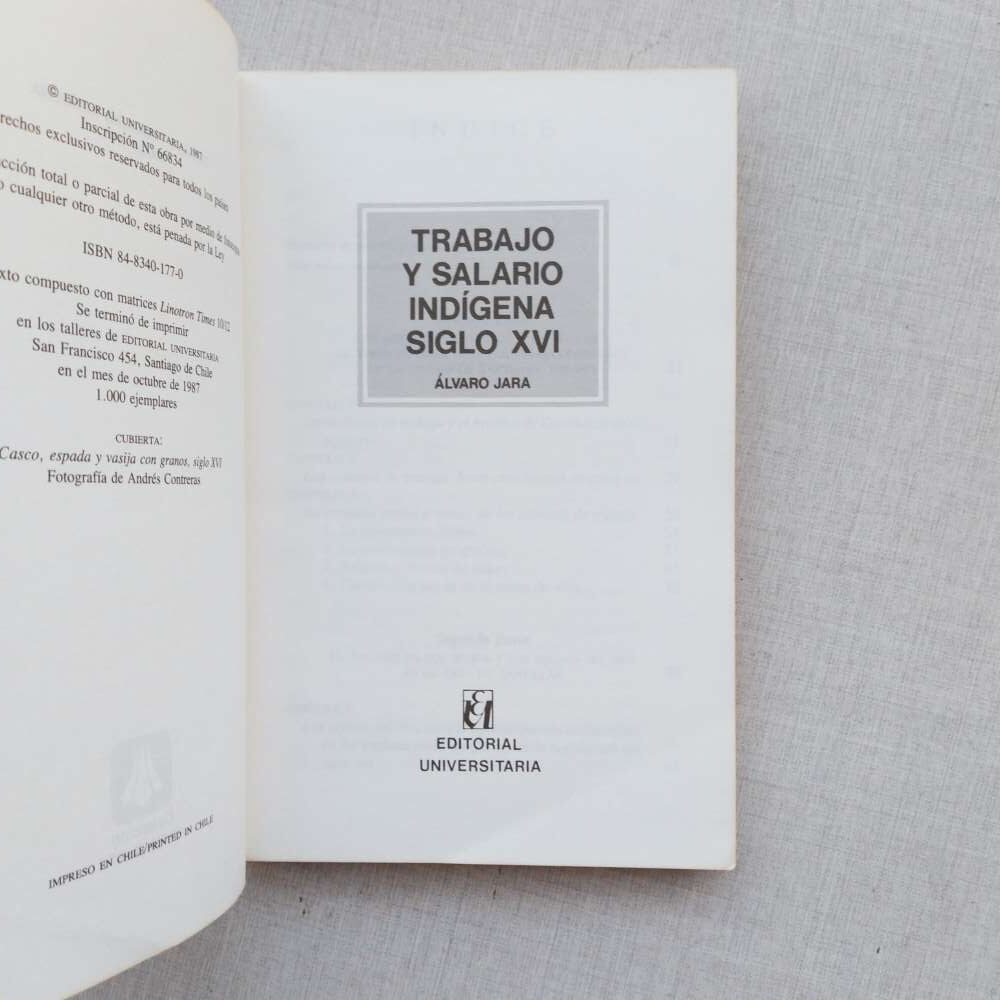 © EDITORIAL UNIVERSITARIA, 1987
Inscripción Nº 66834
rechos exclusivos reservados para todos los países
cción total o parcial de esta obra por medio de
o cualquier otro método, está penada por la Ley
ISBN 84-8340-177-0
xto compuesto con matrices Linotron Times 10/12
Se terminó de imprimir
en los talleres de EDITORIAL UNIVERSITARIA
San Francisco 454, Santiago de Chile
en el mes de octubre de 1987
1.000 ejemplares
CUBIERTA:
Casco, espada y vasija con granos, siglo XVI
Fotografía de Andrés Contreras
IMPRESO EN CHILE/PRINTED IN CHILE
TRABAJO
Y SALARIO
INDÍGENA
SIGLO XVI
ÁLVARO JARA
EDITORIAL
UNIVERSITARIA